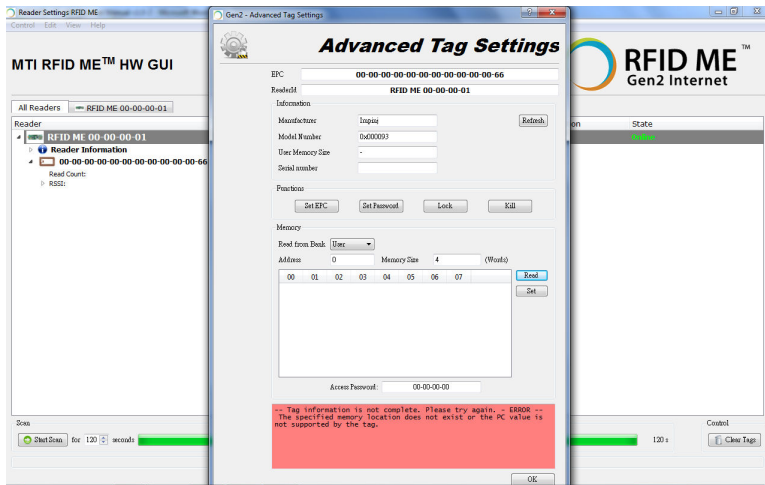 Reader Settings RFID ME
Control Edit View Help
MTI RFID ME™ HW GUI
All Readers
RFID ME 00-00-00-01
Reader
RFID ME 00-00-00-01
Reader Information
00-00-00-00-00-00-00-00-00-00-00-66
Read Count:
RSSI:
Scan
Start Scan for 120 seconds
Gen2 - Advanced Tag Settings
Advanced Tag Settings
EPC 00-00-00-00-00-00-00-00-00-00-00-66
ReaderId RFID ME 00-00-00-01
Information
Manufacturer Impinj Refresh
Model Number 0x000093
User Memory Size -
Serial number
Functions
Set EPC Set Password Lock Kill
Memory
Read from Bank User
Address 0 Memory Size 4 (Words)
00 01 02 03 04 05 06 07 Read
Set
Access Password: 00-00-00-00
-- Tag information is not complete. Please try again. - ERROR --
The specified memory location does not exist or the PC value is
not supported by the tag.
OK
RFID ME™
Gen2 Internet
State
Online
120 s
Control
Clear Tags